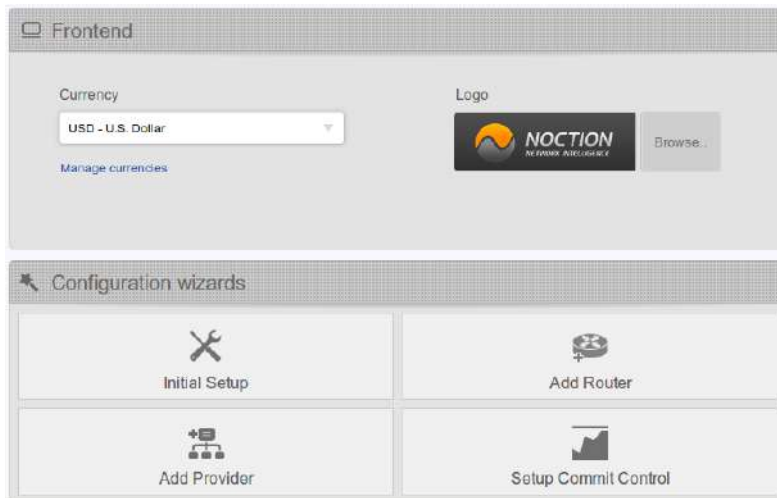 Frontend
Currency
Logo
USD - U.S. Dollar
NOCTION
NETWORK INTELLIGENCE
Browse..
Manage currencies
Configuration wizards
Initial Setup
Add Router
Add Provider
Setup Commit Control